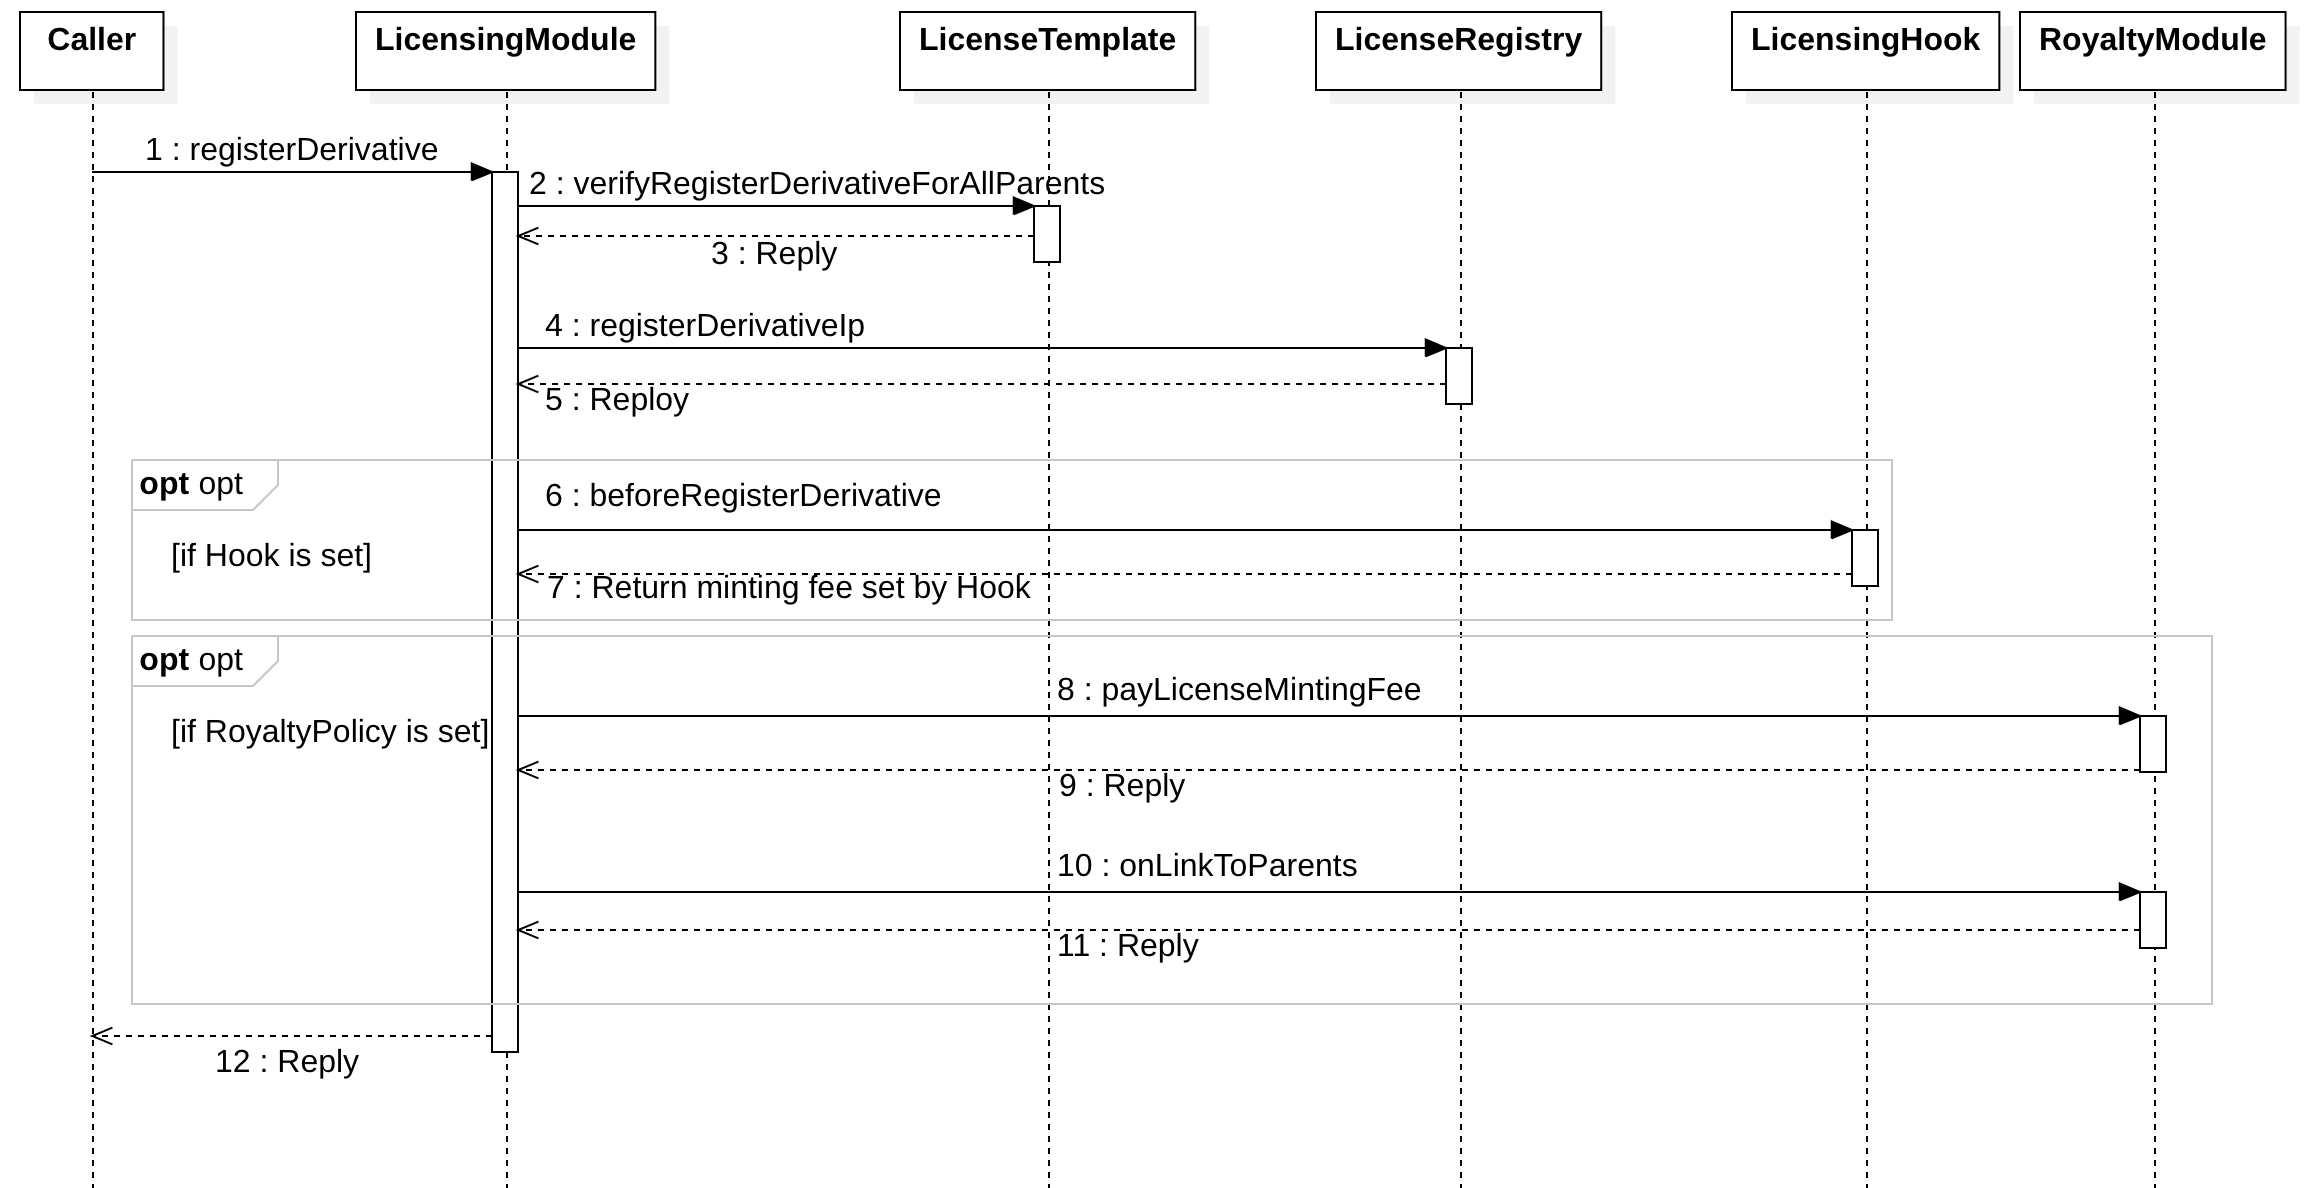 Caller
LicensingModule
LicenseTemplate
LicenseRegistry
LicensingHook
RoyaltyModule
1 : registerDerivative
2 : verifyRegisterDerivativeForAllParents
3 : Reply
4 : registerDerivativeIp
5 : Reploy
opt opt
6 : beforeRegisterDerivative
[if Hook is set]
7 : Return minting fee set by Hook
opt opt
8 : payLicenseMintingFee
[if RoyaltyPolicy is set]
9 : Reply
10 : onLinkToParents
11 : Reply
12 : Reply